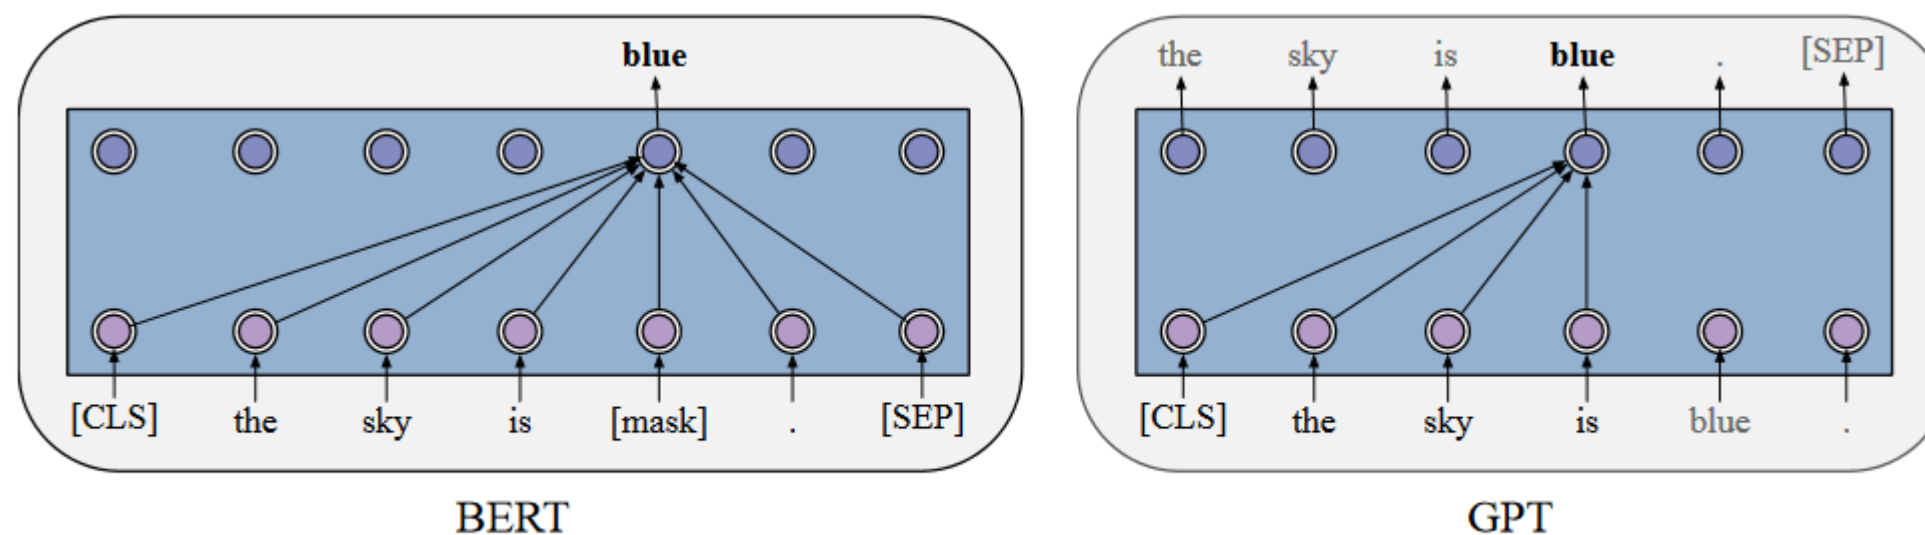 blue
[CLS] the sky is [mask] . [SEP]
BERT
the sky is blue . [SEP]
[CLS] the sky is blue .
GPT